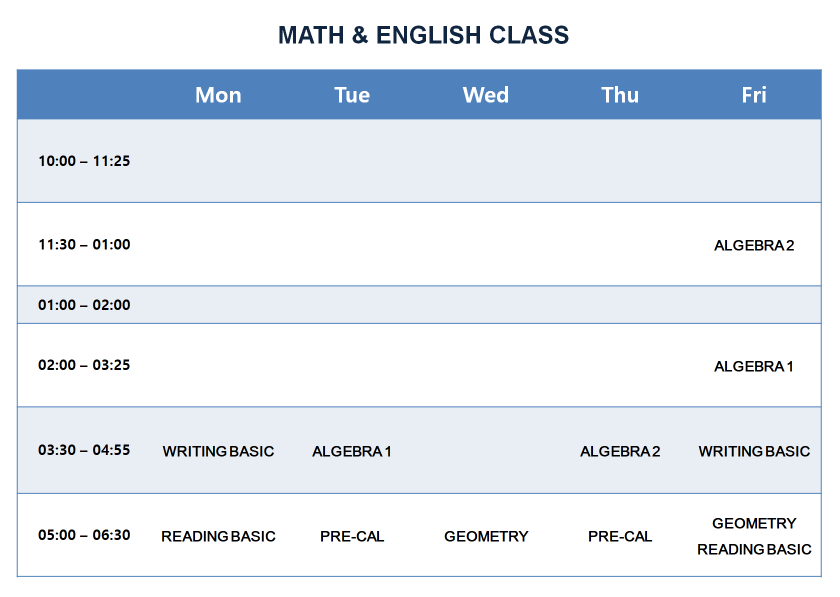 MATH & ENGLISH CLASS
Mon Tue Wed Thu Fri
10:00 – 11:25
11:30 – 01:00 ALGEBRA 2
01:00 – 02:00
02:00 – 03:25 ALGEBRA 1
03:30 – 04:55 WRITING BASIC ALGEBRA 1 ALGEBRA 2 WRITING BASIC
05:00 – 06:30 READING BASIC PRE-CAL GEOMETRY PRE-CAL GEOMETRY
READING BASIC